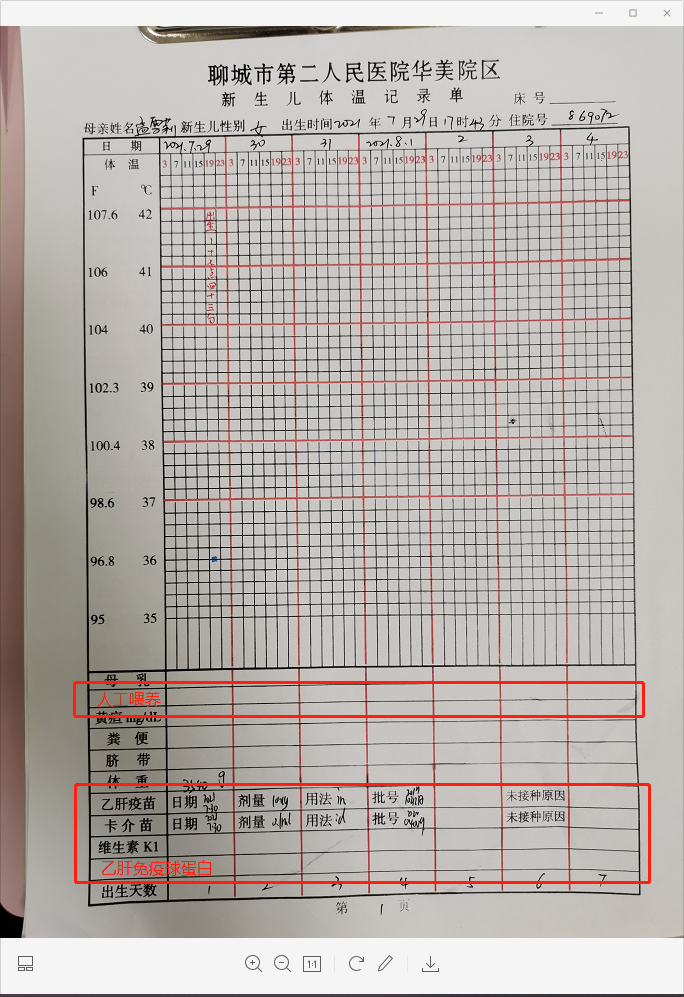 聊城市第二人民医院华美院区
新生儿体温记录单
床号
母亲姓名 新生儿性别 女 出生时间 2021 年 7 月 29 日 17 时 43 分 住院号 869072
日期 2021.7.29 30 31 2021.8.1 2 3 4
体温 3 7 11 15 19 23 3 7 11 15 19 23 3 7 11 15 19 23 3 7 11 15 19 23 3 7 11 15 19 23 3 7 11 15 19 23 3 7 11 15 19 23
F ℃
107.6 42
出生 一 十七点四十三分
106 41
104 40
102.3 39
100.4 38
98.6 37
96.8 36
95 35
母乳
人工喂养
黄疸 mg/dL
粪便
脐带
体重 g
乙肝疫苗 日期 2021 7.30 剂量 10ug 用法 im 批号 未接种原因
卡介苗 日期 2021 7.30 剂量 0.1ml 用法 id 批号 未接种原因
维生素 K1
乙肝免疫球蛋白
出生天数 1 2 3 4 5 6 7
第 1 页
1:1